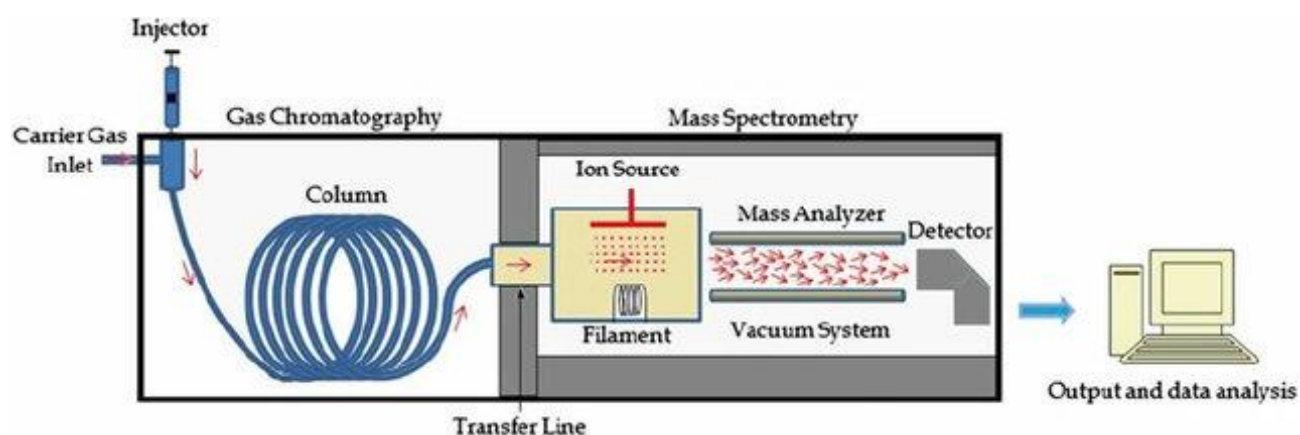 Injector
Gas Chromatography
Mass Spectrometry
Carrier Gas
Inlet
Ion Source
Column
Mass Analyzer
Detector
Filament
Vacuum System
Output and data analysis
Transfer Line